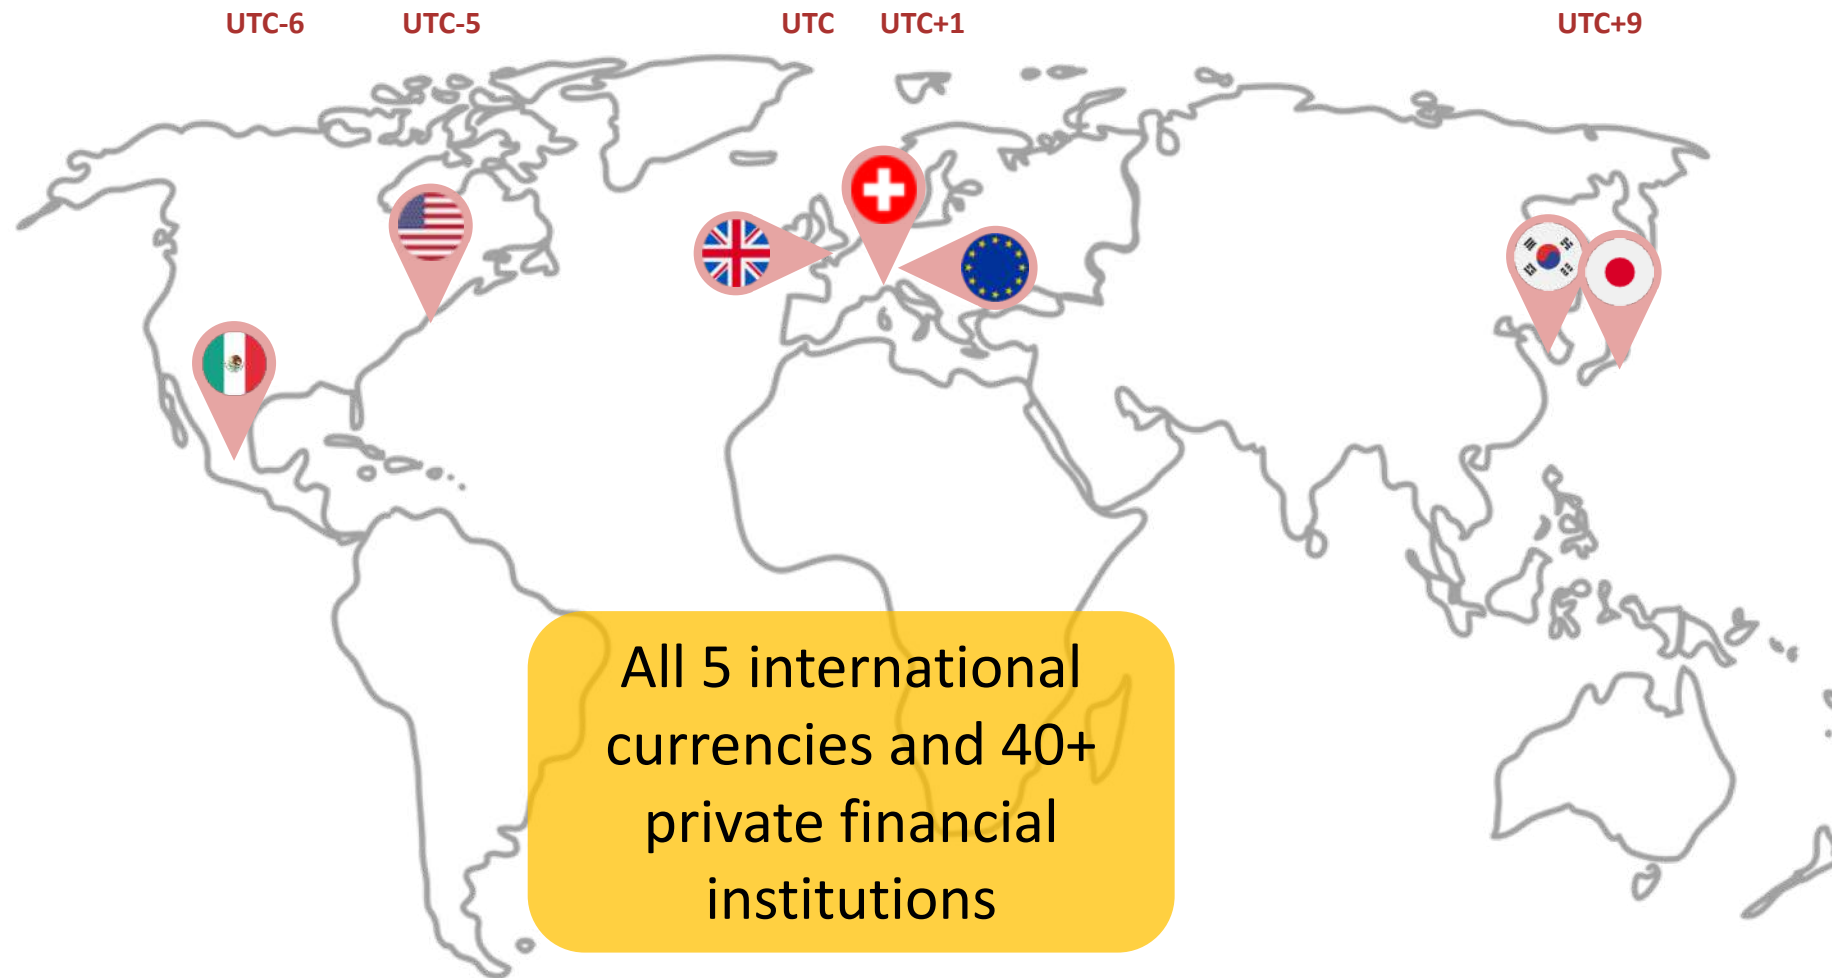 UTC-6 UTC-5 UTC UTC+1 UTC+9
All 5 international
currencies and 40+
private financial
institutions